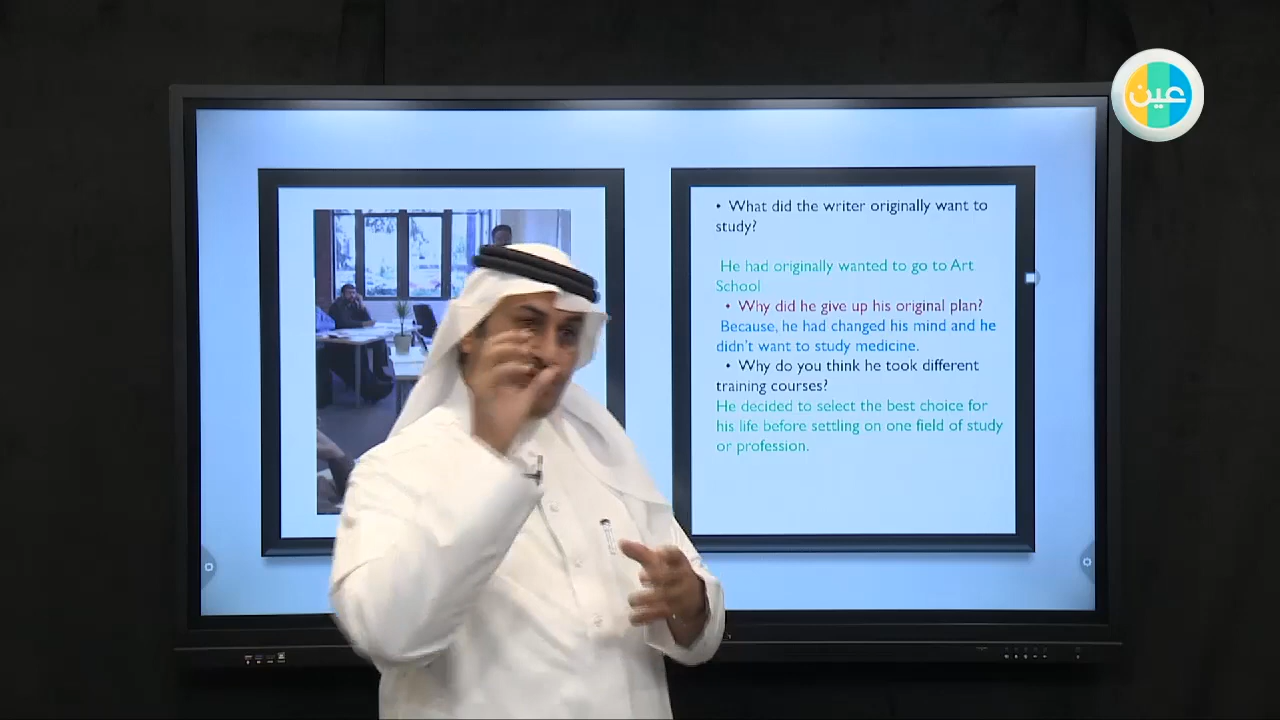 عين
• What did the writer originally want to
study?
He had originally wanted to go to Art
School
• Why did he give up his original plan?
Because, he had changed his mind and he
didn't want to study medicine.
• Why do you think he took different
training courses?
He decided to select the best choice for
his life before settling on one field of study
or profession.